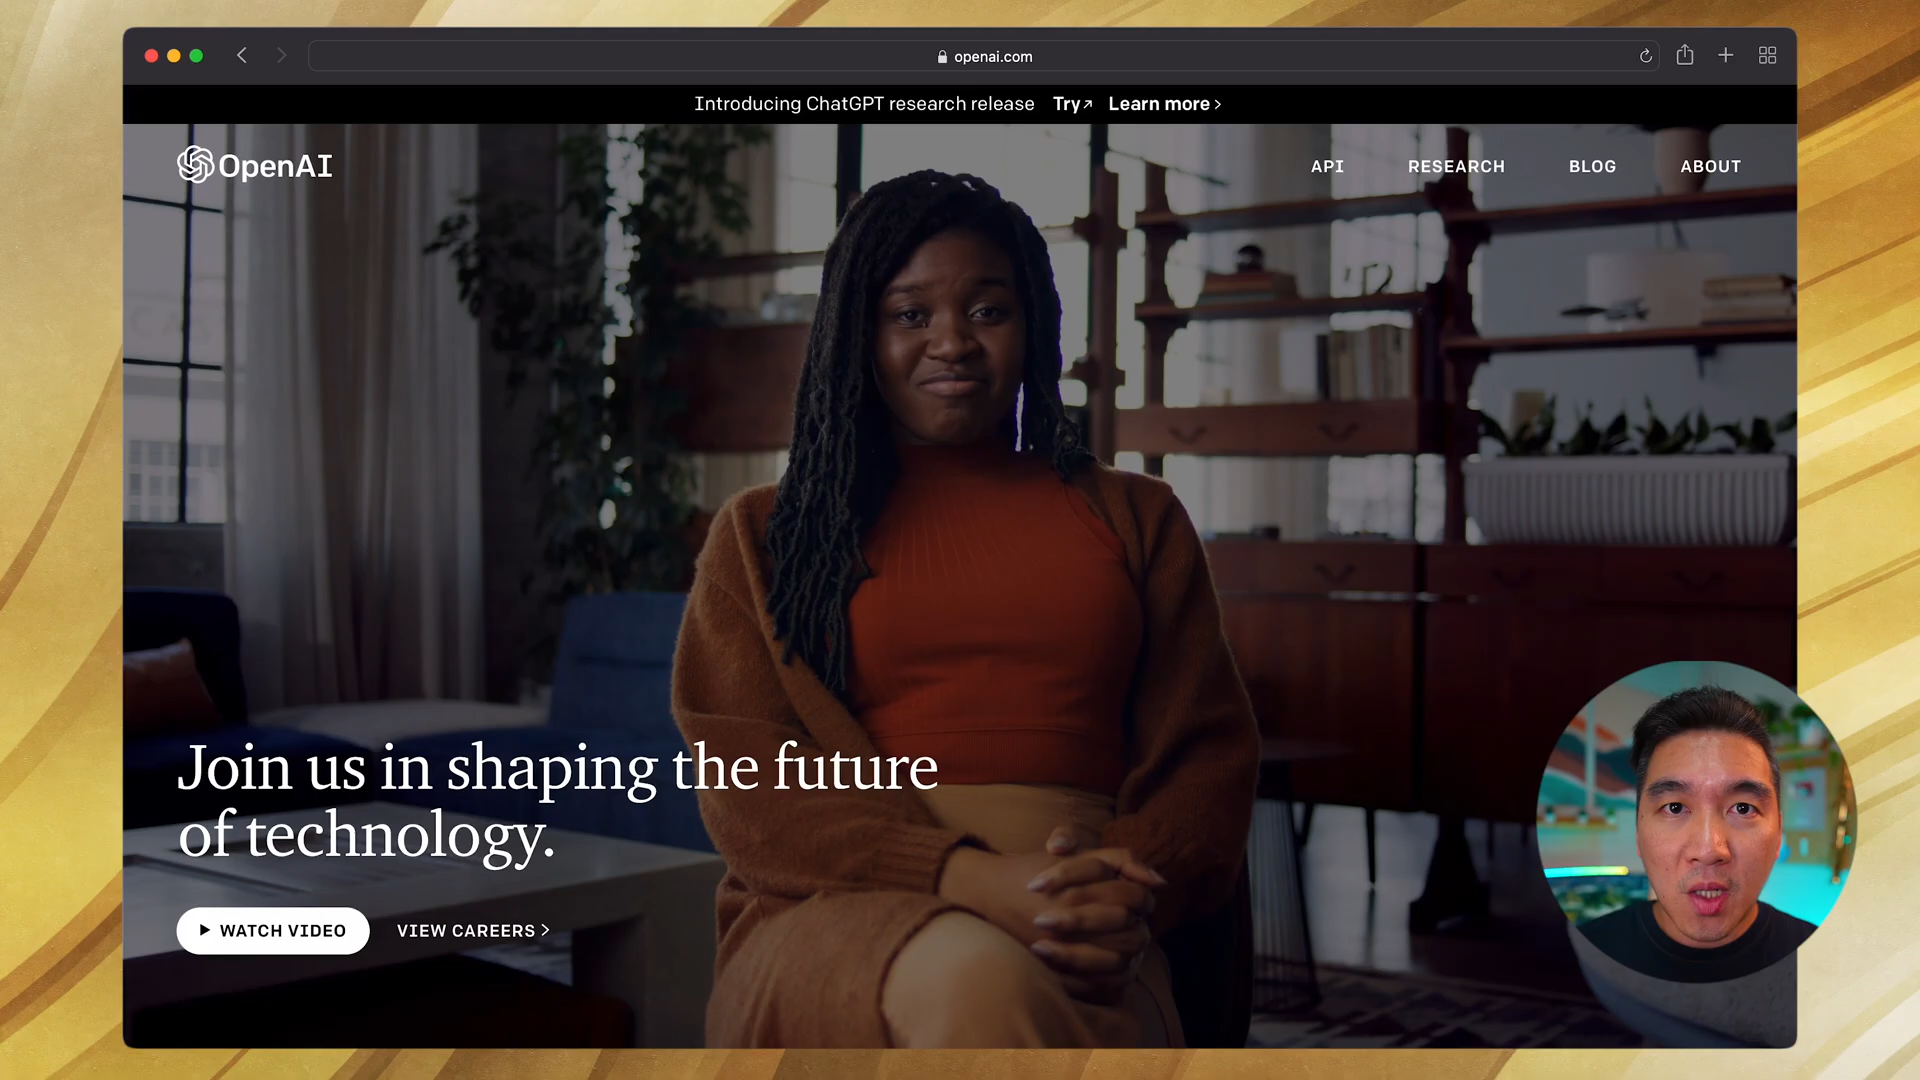 openai.com
Introducing ChatGPT research release Try↗ Learn more >
OpenAI
API RESEARCH BLOG ABOUT
Join us in shaping the future
of technology.
WATCH VIDEO VIEW CAREERS >